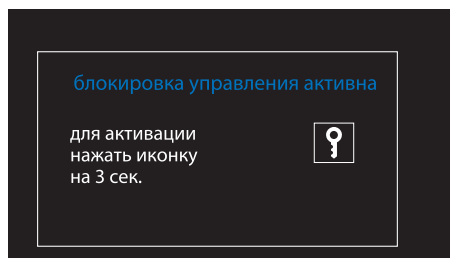 блокировка управления активна
для активации
нажать иконку
на 3 сек.